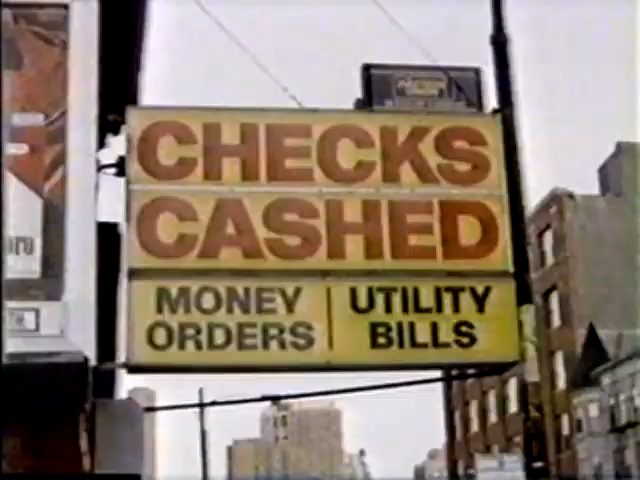 CHECKS
CASHED
MONEY
ORDERS
UTILITY
BILLS